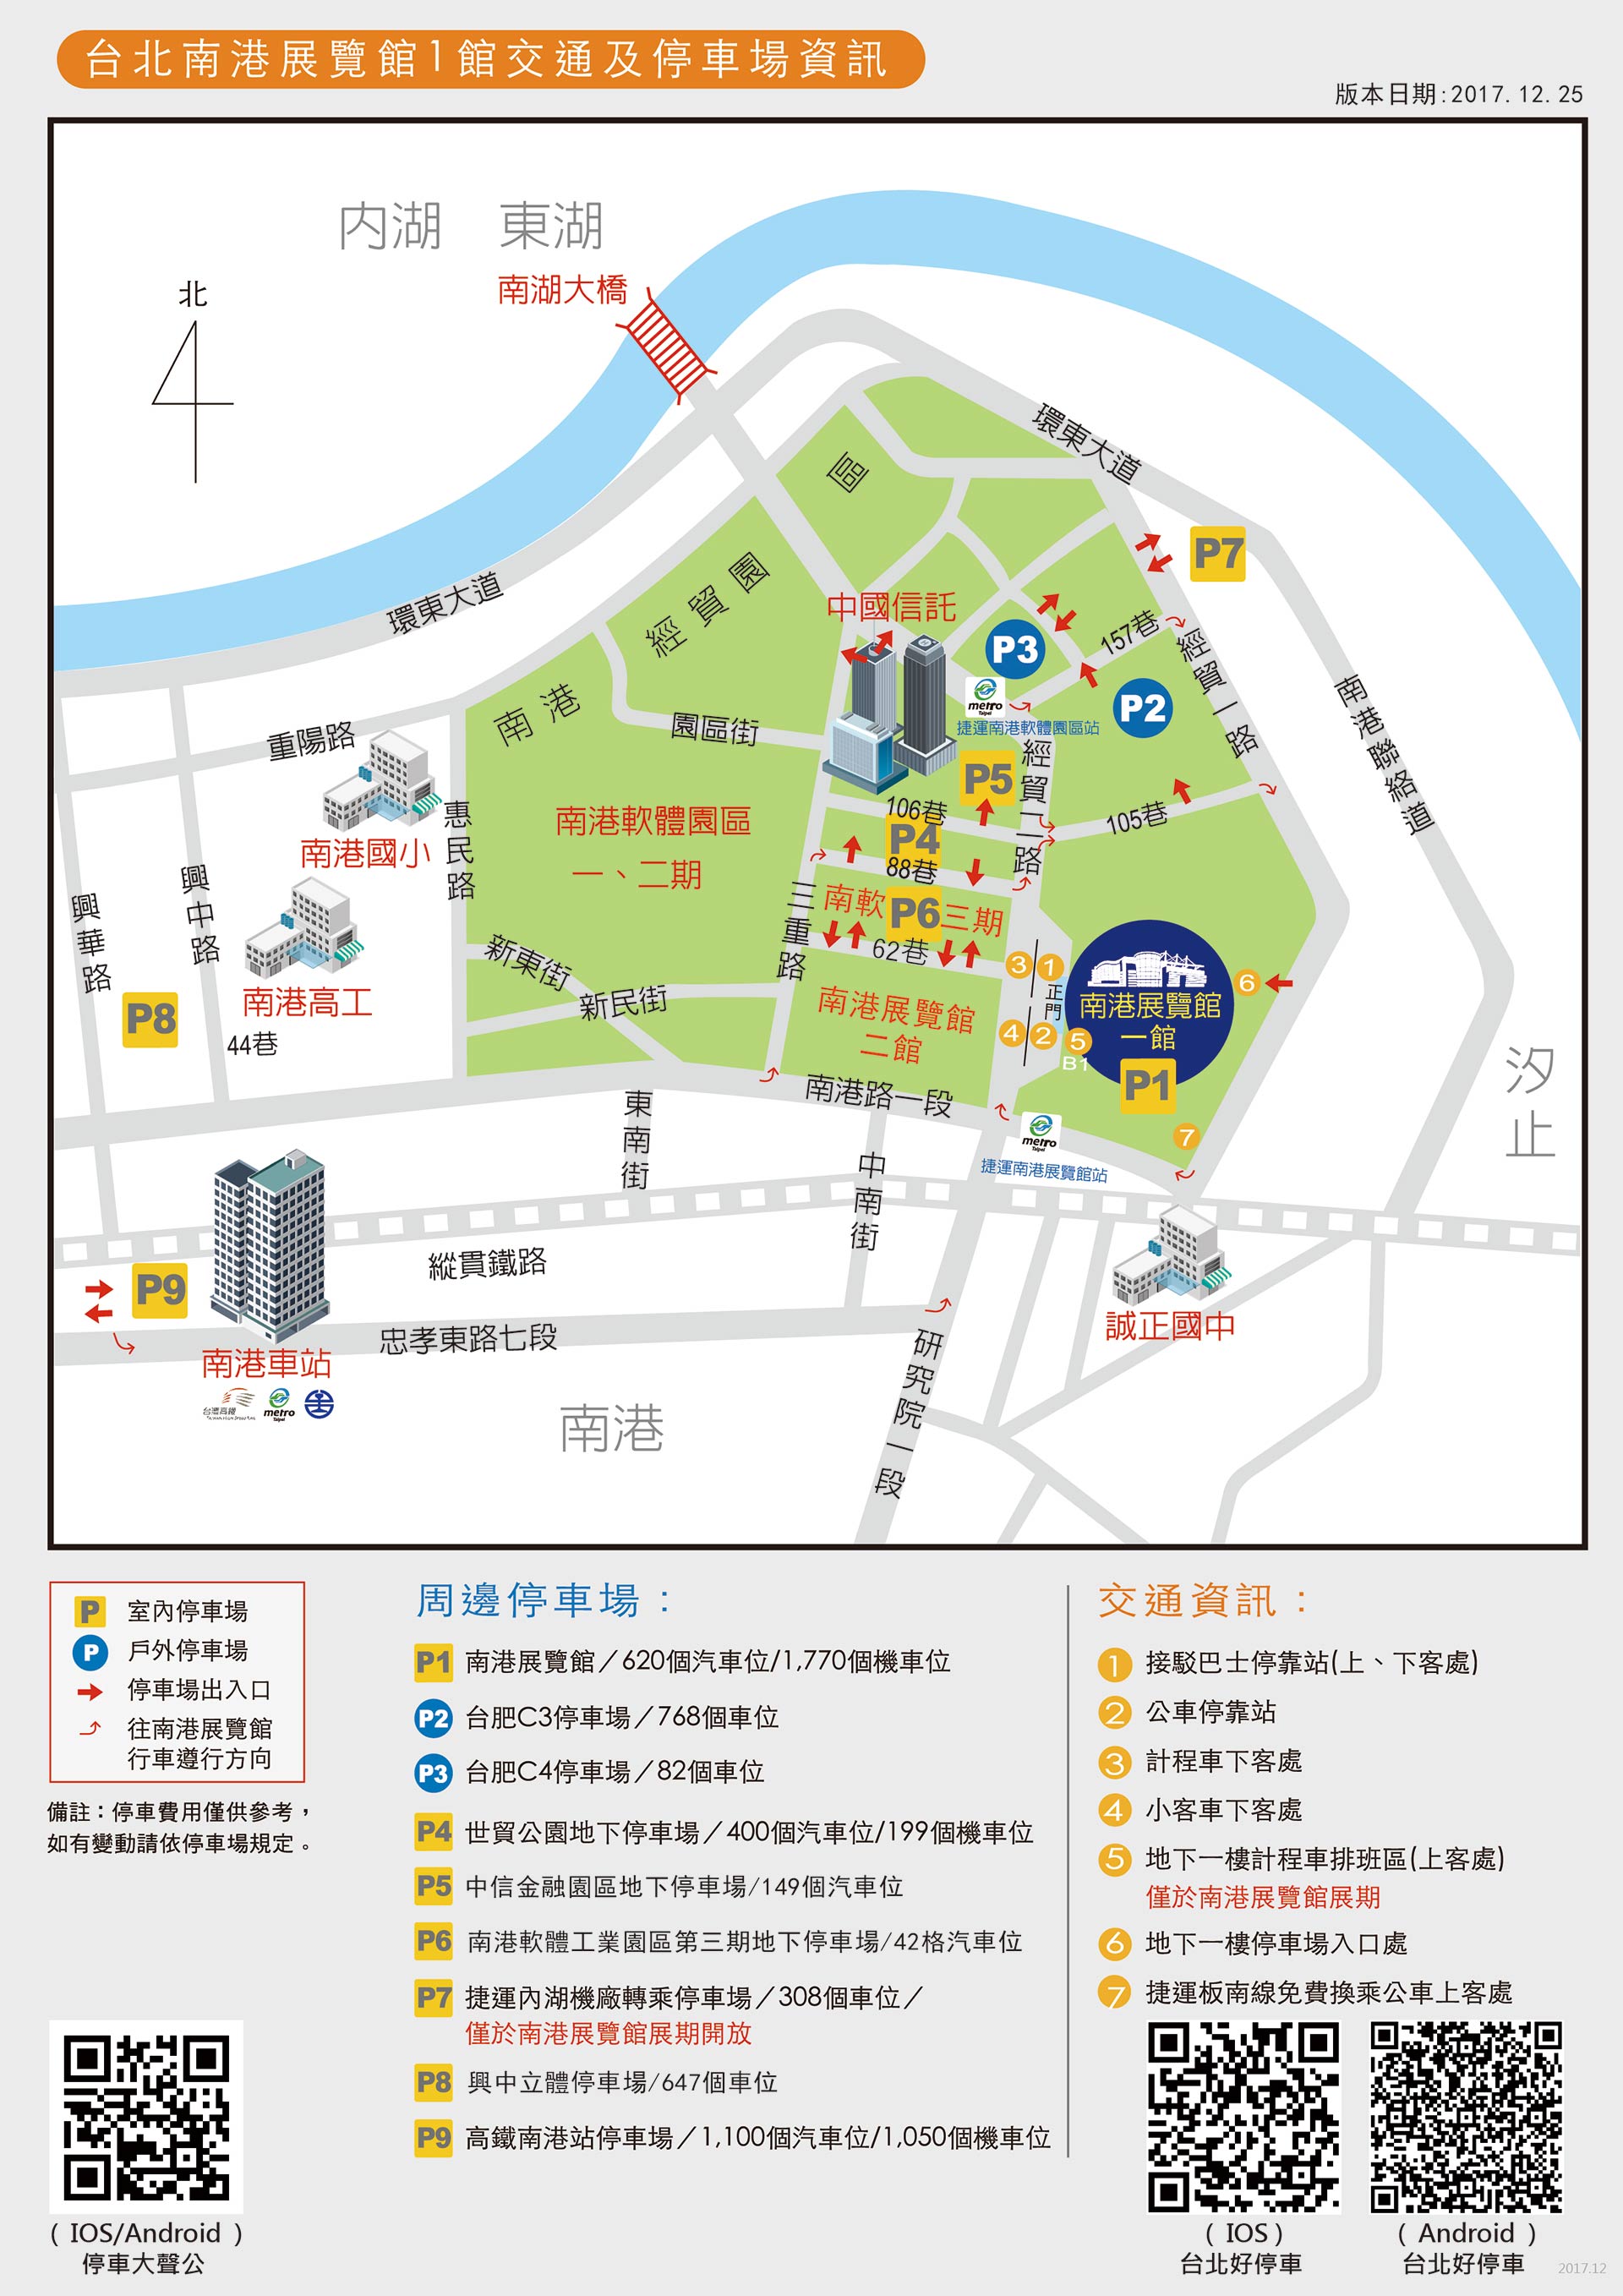 台北南港展覽館1館交通及停車場資訊
版本日期:2017.12.25
內湖 東湖
南湖大橋
北
環東大道
區
經貿園
南港
環東大道
P7
中國信託
P3
157巷
經貿一路
P2
metro
Taipei
捷運南港軟體園區站
南港聯絡道
重陽路
園區街
P5
經貿二路
106巷
105巷
P4
88巷
南港國小
惠民路
南港軟體園區
一、二期
興中路
興華路
三重路
南軟 P6 三期
62巷
新東街
新民街
南港高工
P8
44巷
3 1
正門
4 2 5
B1
南港展覽館
一館
6
P1
南港展覽館
二館
7
南港路一段
metro
Taipei
捷運南港展覽館站
汐止
東南街
中南街
縱貫鐵路
P9
忠孝東路七段
南港車站
台灣高鐵
metro
Taipei
誠正國中
研究院一段
南港
P 室內停車場
P 戶外停車場
停車場出入口
往南港展覽館
行車遵行方向
備註：停車費用僅供參考，
如有變動請依停車場規定。
周邊停車場：
P1 南港展覽館／620個汽車位/1,770個機車位
P2 台肥C3停車場／768個車位
P3 台肥C4停車場／82個車位
P4 世貿公園地下停車場／400個汽車位/199個機車位
P5 中信金融園區地下停車場/149個汽車位
P6 南港軟體工業園區第三期地下停車場/42格汽車位
P7 捷運內湖機廠轉乘停車場／308個車位／
僅於南港展覽館展期開放
P8 興中立體停車場/647個車位
P9 高鐵南港站停車場／1,100個汽車位/1,050個機車位
交通資訊：
1 接駁巴士停靠站(上、下客處)
2 公車停靠站
3 計程車下客處
4 小客車下客處
5 地下一樓計程車排班區(上客處)
僅於南港展覽館展期
6 地下一樓停車場入口處
7 捷運板南線免費換乘公車上客處
( IOS/Android )
停車大聲公
( IOS )
台北好停車
( Android )
台北好停車
2017.12